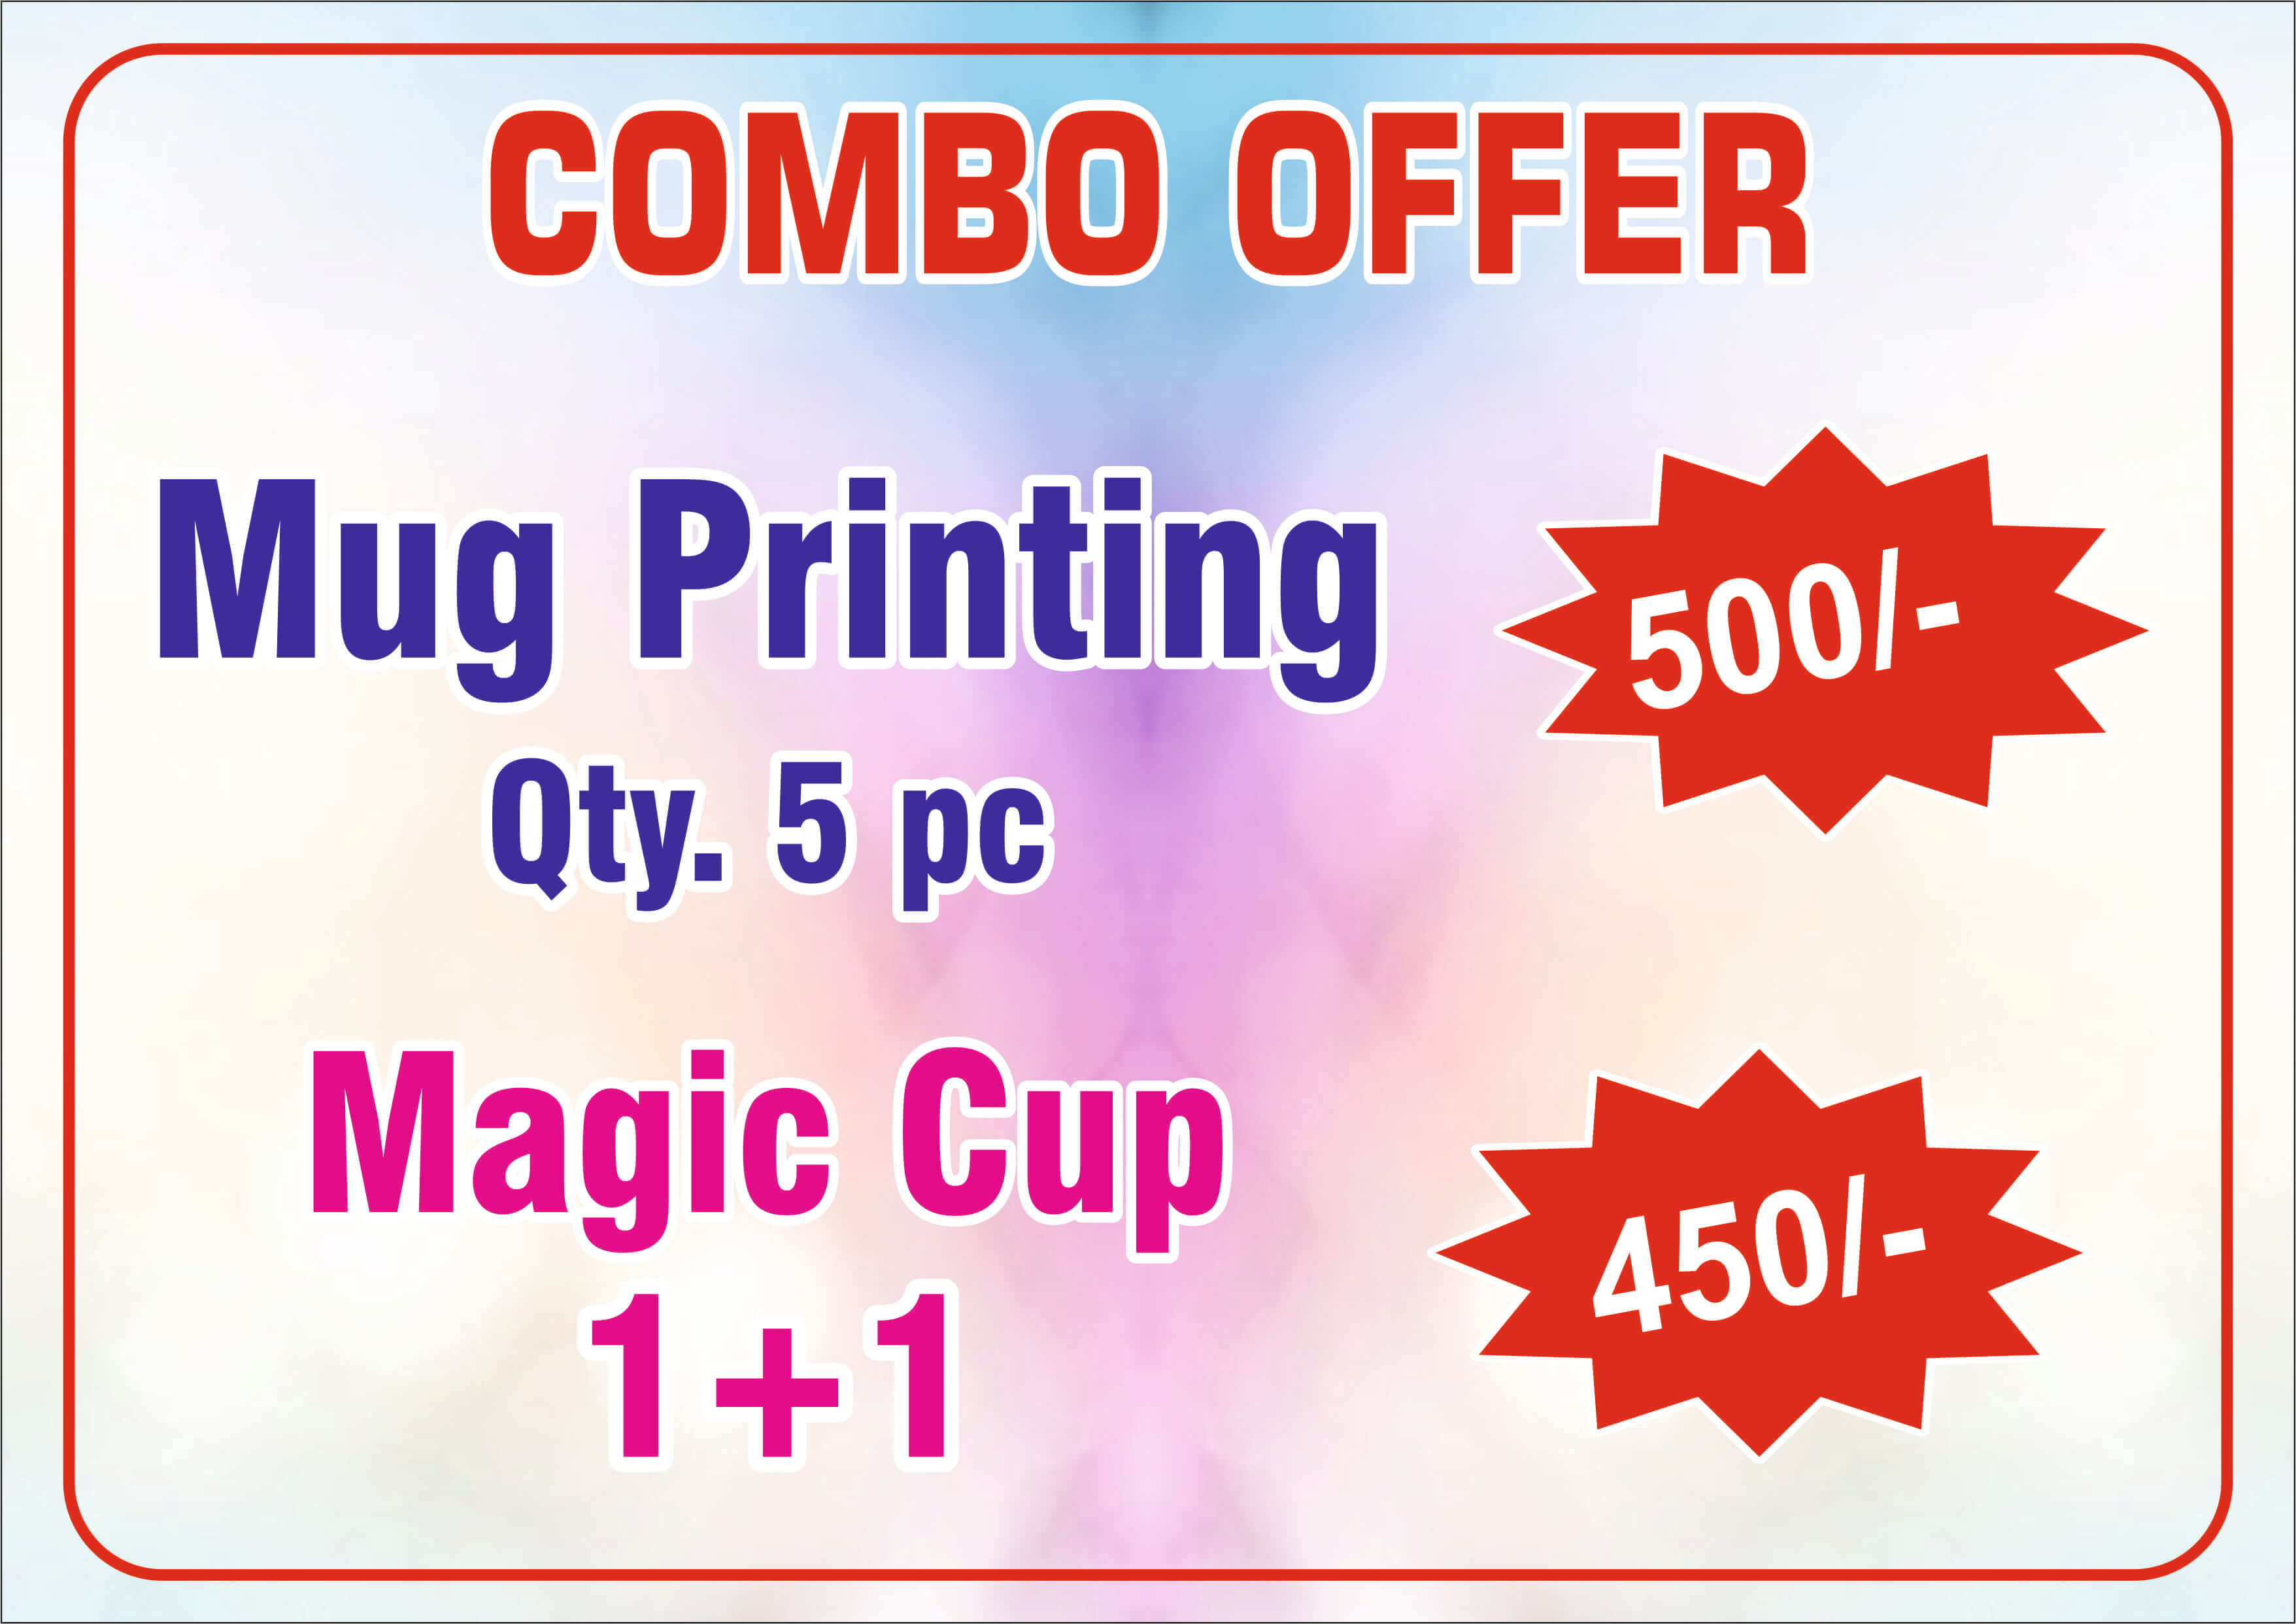 COMBO OFFER
Mug Printing
500/-
Qty. 5 pc
Magic Cup
450/-
1+1